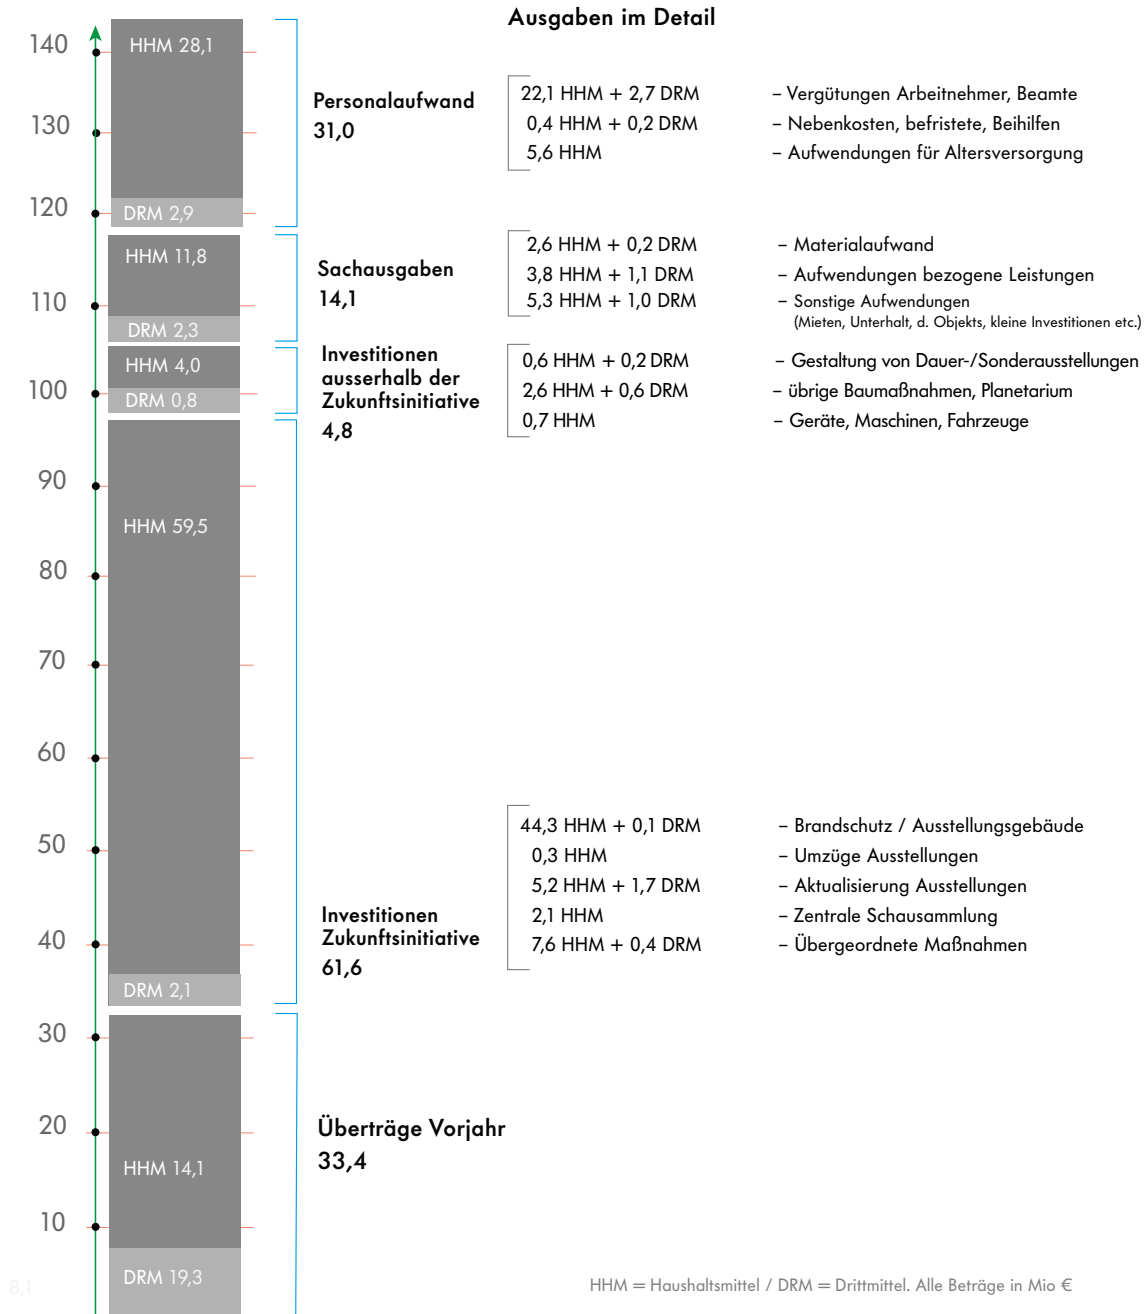 Ausgaben im Detail
140
130
120
110
100
90
80
70
60
50
40
30
20
10
HHM 28,1
DRM 2,9
Personalaufwand
31,0
22,1 HHM + 2,7 DRM – Vergütungen Arbeitnehmer, Beamte
0,4 HHM + 0,2 DRM – Nebenkosten, befristete, Beihilfen
5,6 HHM – Aufwendungen für Altersversorgung
HHM 11,8
DRM 2,3
Sachausgaben
14,1
2,6 HHM + 0,2 DRM – Materialaufwand
3,8 HHM + 1,1 DRM – Aufwendungen bezogene Leistungen
5,3 HHM + 1,0 DRM – Sonstige Aufwendungen
(Mieten, Unterhalt, d. Objekts, kleine Investitionen etc.)
HHM 4,0
DRM 0,8
Investitionen
ausserhalb der
Zukunftsinitiative
4,8
0,6 HHM + 0,2 DRM – Gestaltung von Dauer-/Sonderausstellungen
2,6 HHM + 0,6 DRM – übrige Baumaßnahmen, Planetarium
0,7 HHM – Geräte, Maschinen, Fahrzeuge
HHM 59,5
DRM 2,1
Investitionen
Zukunftsinitiative
61,6
44,3 HHM + 0,1 DRM – Brandschutz / Ausstellungsgebäude
0,3 HHM – Umzüge Ausstellungen
5,2 HHM + 1,7 DRM – Aktualisierung Ausstellungen
2,1 HHM – Zentrale Schausammlung
7,6 HHM + 0,4 DRM – Übergeordnete Maßnahmen
HHM 14,1
DRM 19,3
Überträge Vorjahr
33,4
8,1
HHM = Haushaltsmittel / DRM = Drittmittel. Alle Beträge in Mio €